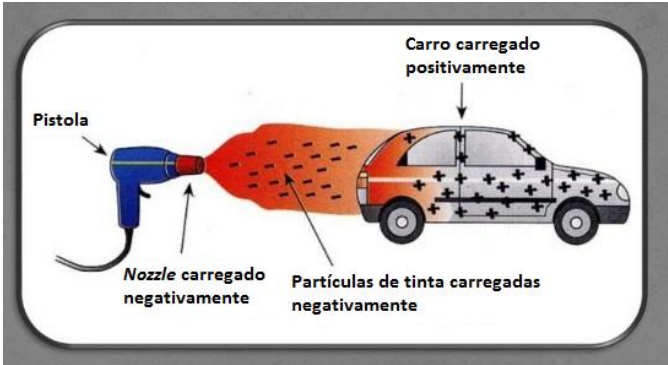 Carro carregado
positivamente
Pistola
Nozzle carregado
negativamente
Partículas de tinta carregadas
negativamente